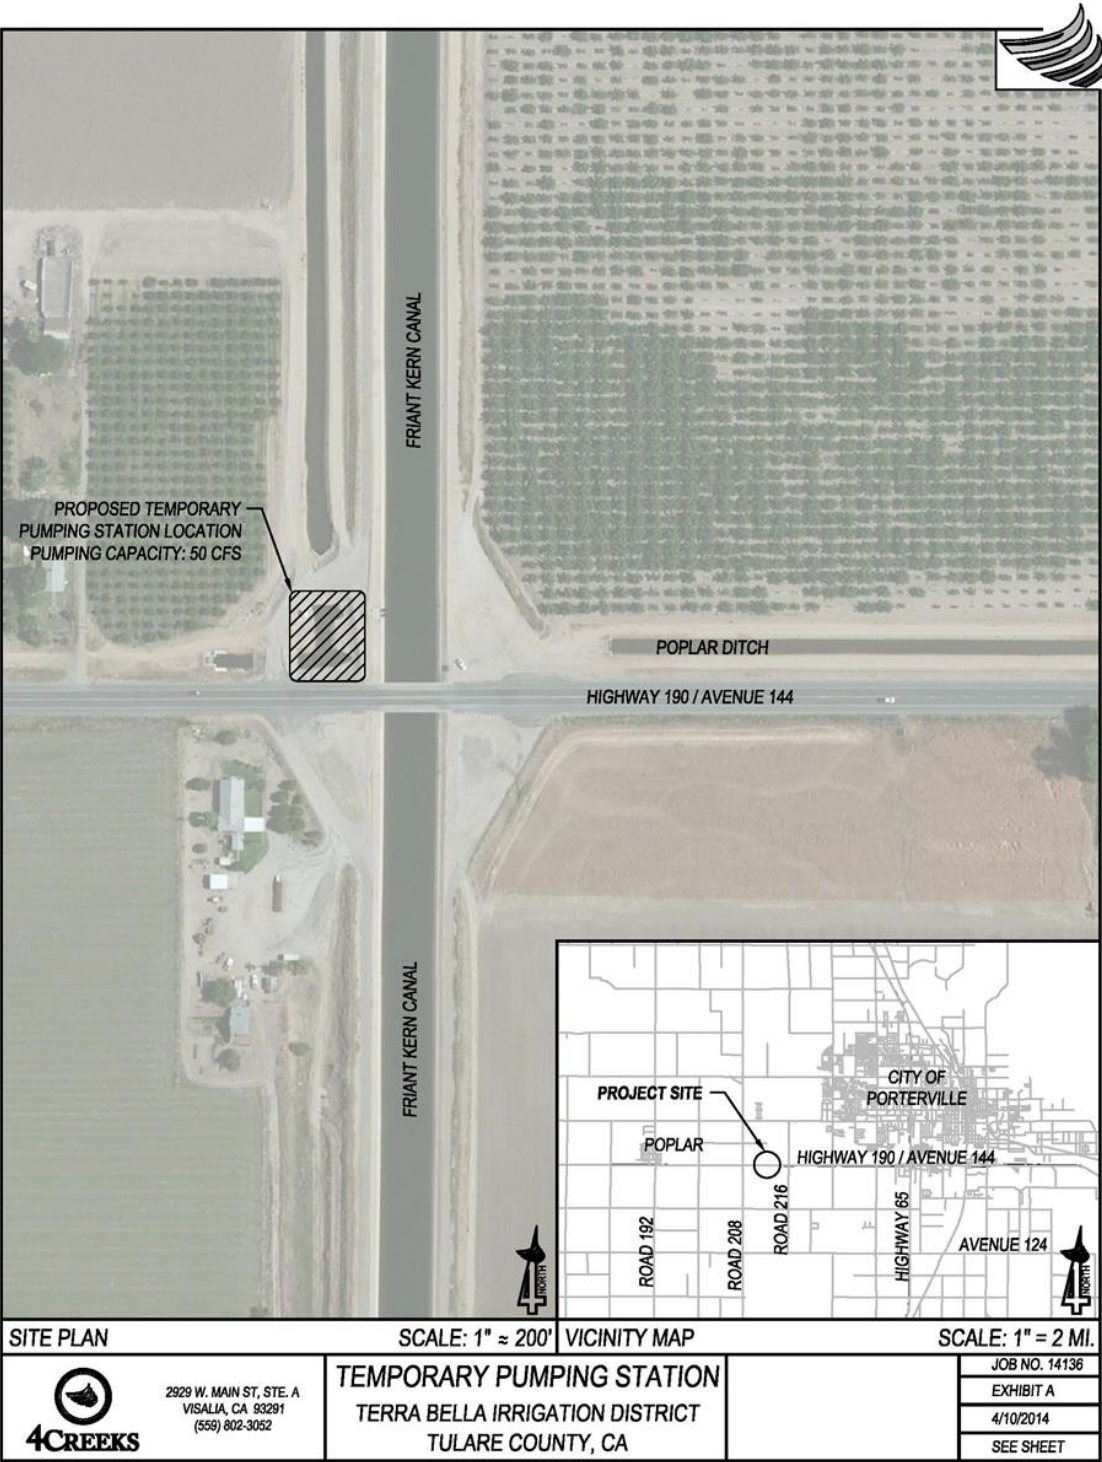 FRIANT KERN CANAL
PROPOSED TEMPORARY
PUMPING STATION LOCATION
PUMPING CAPACITY: 50 CFS
POPLAR DITCH
HIGHWAY 190 / AVENUE 144
FRIANT KERN CANAL
NORTH
CITY OF
PORTERVILLE
PROJECT SITE
POPLAR
HIGHWAY 190 / AVENUE 144
ROAD 192
ROAD 208
ROAD 216
HIGHWAY 65
AVENUE 124
NORTH
SITE PLAN
SCALE: 1" ≈ 200'
VICINITY MAP
SCALE: 1" = 2 MI.
4CREEKS
2929 W. MAIN ST, STE. A
VISALIA, CA 93291
(559) 802-3052
TEMPORARY PUMPING STATION
TERRA BELLA IRRIGATION DISTRICT
TULARE COUNTY, CA
JOB NO. 14136
EXHIBIT A
4/10/2014
SEE SHEET